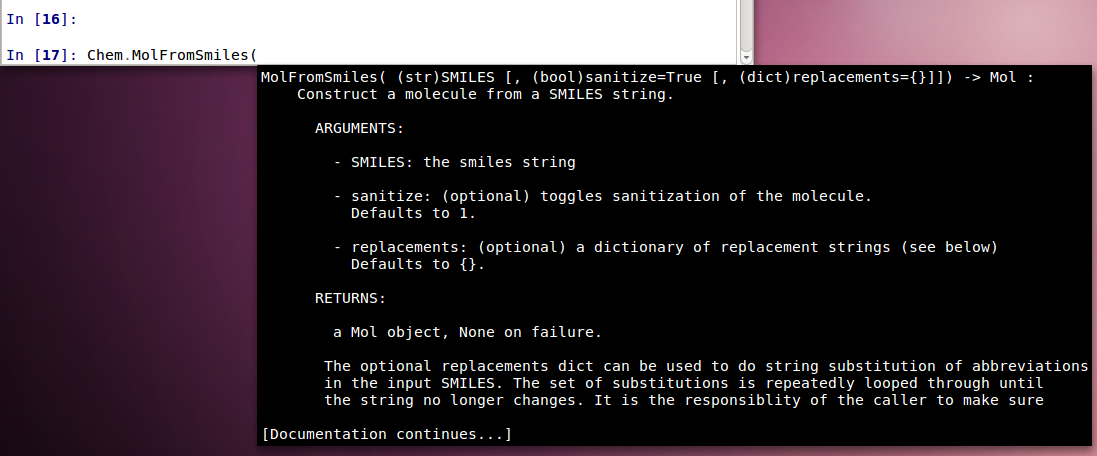 In [16]:
In [17]: Chem.MolFromSmiles(
MolFromSmiles( (str)SMILES [, (bool)sanitize=True [, (dict)replacements={}]]) -> Mol :
Construct a molecule from a SMILES string.
ARGUMENTS:
- SMILES: the smiles string
- sanitize: (optional) toggles sanitization of the molecule.
Defaults to 1.
- replacements: (optional) a dictionary of replacement strings (see below)
Defaults to {}.
RETURNS:
a Mol object, None on failure.
The optional replacements dict can be used to do string substitution of abbreviations
in the input SMILES. The set of substitutions is repeatedly looped through until
the string no longer changes. It is the responsiblity of the caller to make sure
[Documentation continues...]